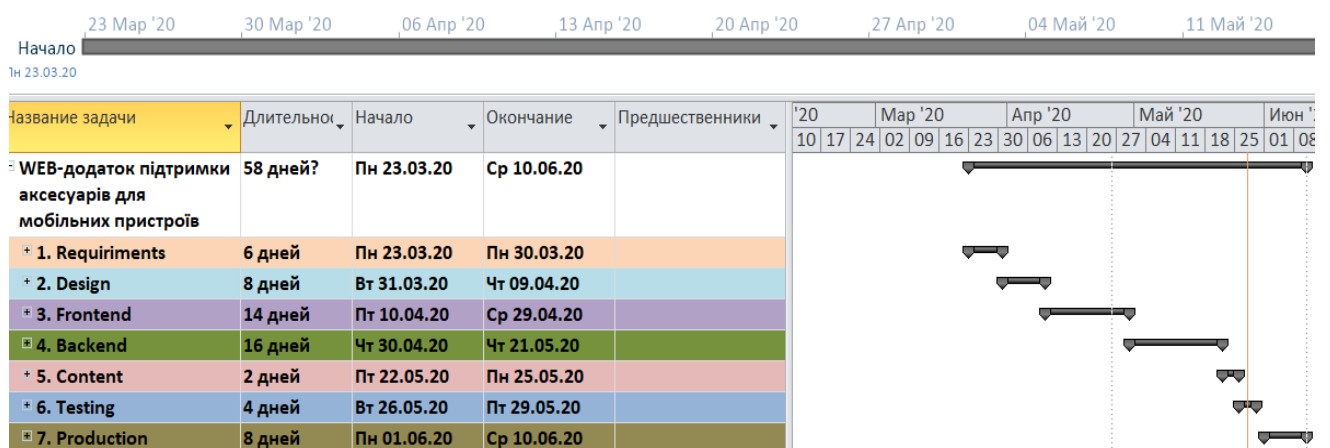 23 Мар '20 30 Мар '20 06 Апр '20 13 Апр '20 20 Апр '20 27 Апр '20 04 Май '20 11 Май '20
Начало
Пн 23.03.20
Название задачи Длительнос Начало Окончание Предшественники '20 Мар '20 Апр '20 Май '20 Июн '
10 17 24 02 09 16 23 30 06 13 20 27 04 11 18 25 01 08
WEB-додаток підтримки 58 дней? Пн 23.03.20 Ср 10.06.20
аксесуарів для
мобільних пристроїв
1. Requiriments 6 дней Пн 23.03.20 Пн 30.03.20
2. Design 8 дней Вт 31.03.20 Чт 09.04.20
3. Frontend 14 дней Пт 10.04.20 Ср 29.04.20
4. Backend 16 дней Чт 30.04.20 Чт 21.05.20
5. Content 2 дней Пт 22.05.20 Пн 25.05.20
6. Testing 4 дней Вт 26.05.20 Пт 29.05.20
7. Production 8 дней Пн 01.06.20 Ср 10.06.20